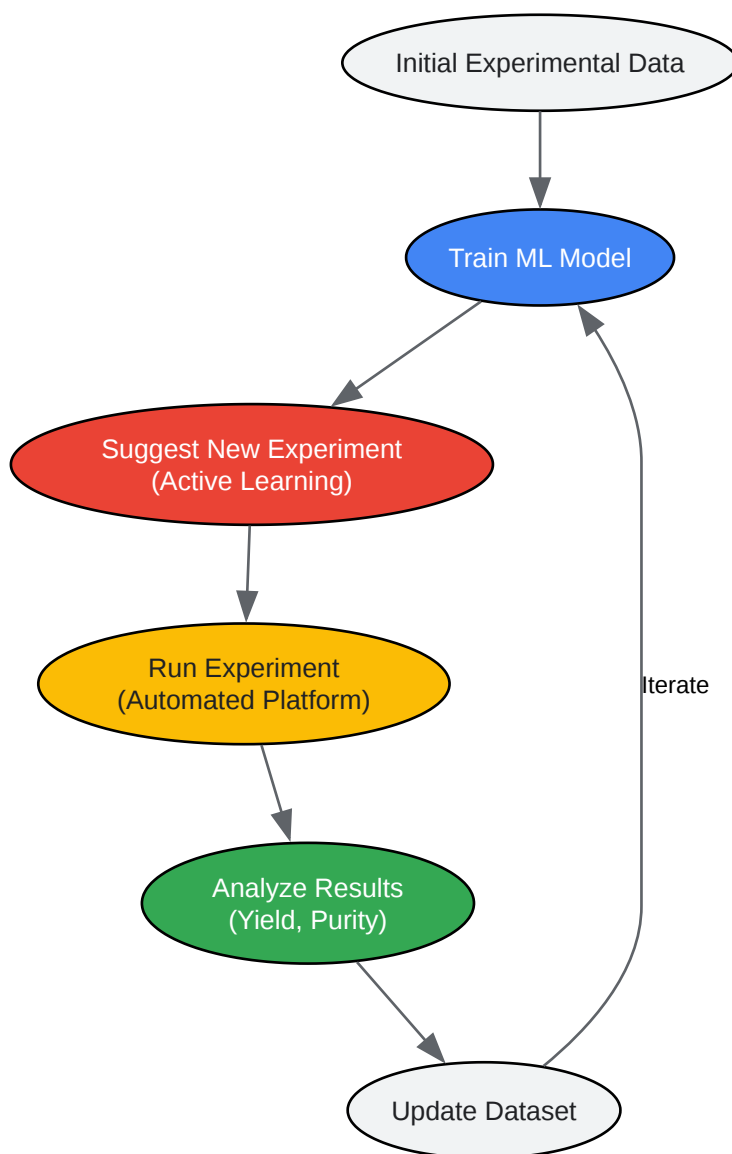 Initial Experimental Data
Train ML Model
Suggest New Experiment
(Active Learning)
Run Experiment
(Automated Platform)
Iterate
Analyze Results
(Yield, Purity)
Update Dataset